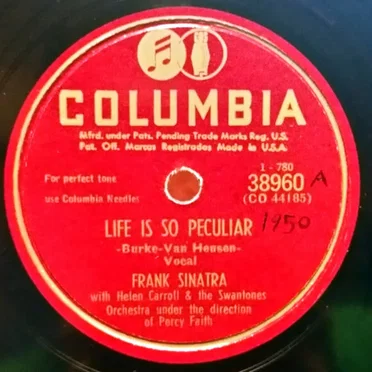 COLUMBIA
Mfrd. under Pats. Pending Trade Marks Reg. U.S.
Pat. Off. Marcas Registradas Made in U.S.A.
1 - 780
For perfect tone
38960 A
use Columbia Needles
(CO 44185)
LIFE IS SO PECULIAR 1950
-Burke-Van Heusen-
Vocal
FRANK SINATRA
with Helen Carroll & the Swantones
Orchestra under the direction
of Percy Faith